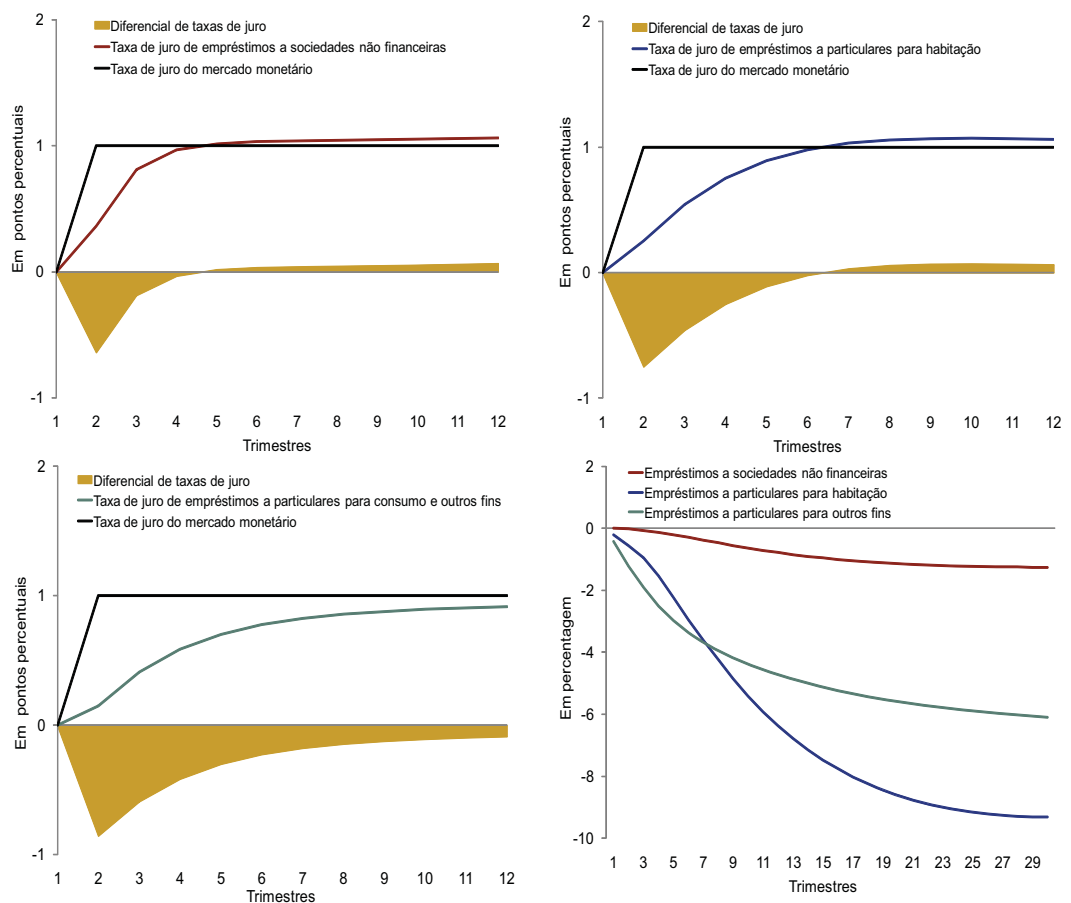 2
Diferencial de taxas de juro
Taxa de juro de empréstimos a sociedades não financeiras
Taxa de juro do mercado monetário
1
0
-1
Em pontos percentuais
1 2 3 4 5 6 7 8 9 10 11 12
Trimestres
2
Diferencial de taxas de juro
Taxa de juro de empréstimos a particulares para habitação
Taxa de juro do mercado monetário
1
0
-1
Em pontos percentuais
1 2 3 4 5 6 7 8 9 10 11 12
Trimestres
2
Diferencial de taxas de juro
Taxa de juro de empréstimos a particulares para consumo e outros fins
Taxa de juro do mercado monetário
1
0
-1
Em pontos percentuais
1 2 3 4 5 6 7 8 9 10 11 12
Trimestres
2
Empréstimos a sociedades não financeiras
Empréstimos a particulares para habitação
Empréstimos a particulares para outros fins
0
-2
-4
-6
-8
-10
Em percentagem
1 3 5 7 9 11 13 15 17 19 21 23 25 27 29
Trimestres